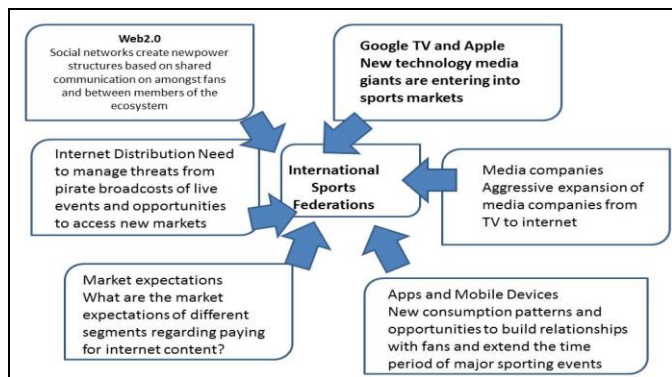 Web2.0
Social networks create newpower
structures based on shared
communication on amongst fans
and between members of the
ecosystem
Google TV and Apple
New technology media
giants are entering into
sports markets
Internet Distribution Need
to manage threats from
pirate broadcasts of live
events and opportunities
to access new markets
International
Sports
Federations
Media companies
Aggressive expansion of
media companies from
TV to internet
Market expectations
What are the market
expectations of different
segments regarding paying
for internet content?
Apps and Mobile Devices
New consumption patterns and
opportunities to build relationships
with fans and extend the time
period of major sporting events